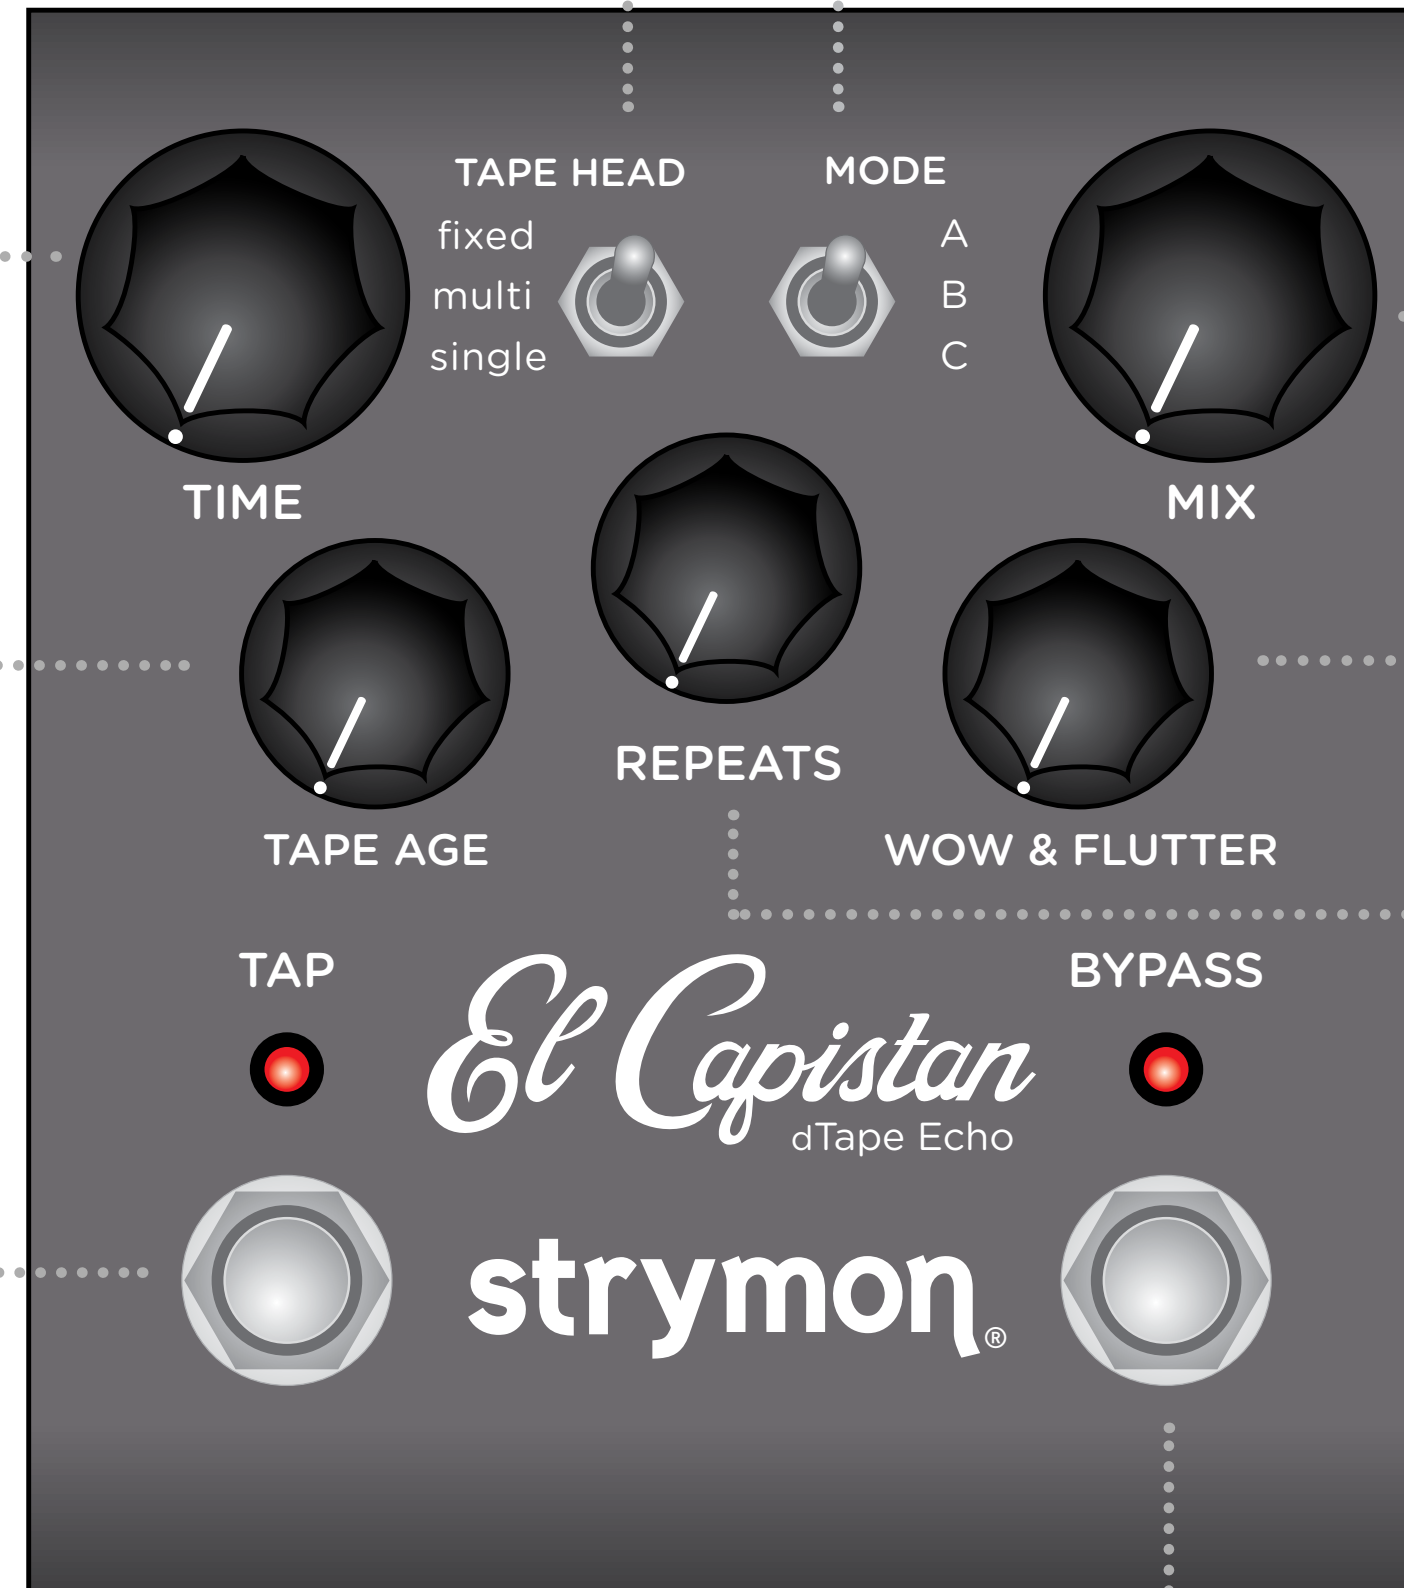 TAPE HEAD
MODE
fixed
multi
single
A
B
C
TIME
MIX
REPEATS
TAPE AGE
WOW & FLUTTER
TAP
BYPASS
El Capistan
dTape Echo
strymon®